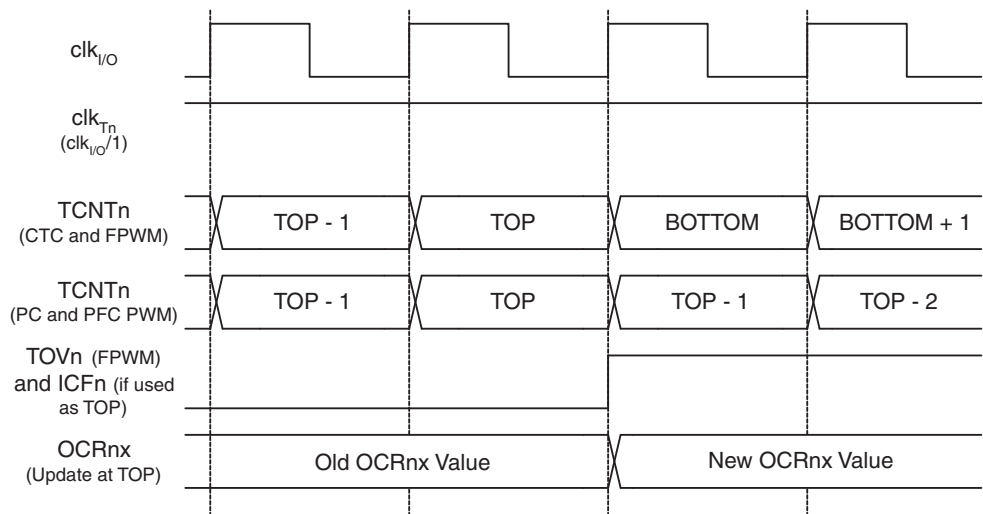 clkI/O
clkTn
(clkI/O/1)
TCNTn
(CTC and FPWM)
TOP - 1
TOP
BOTTOM
BOTTOM + 1
TCNTn
(PC and PFC PWM)
TOP - 1
TOP
TOP - 1
TOP - 2
TOVn (FPWM)
and ICFn (if used
as TOP)
OCRnx
(Update at TOP)
Old OCRnx Value
New OCRnx Value